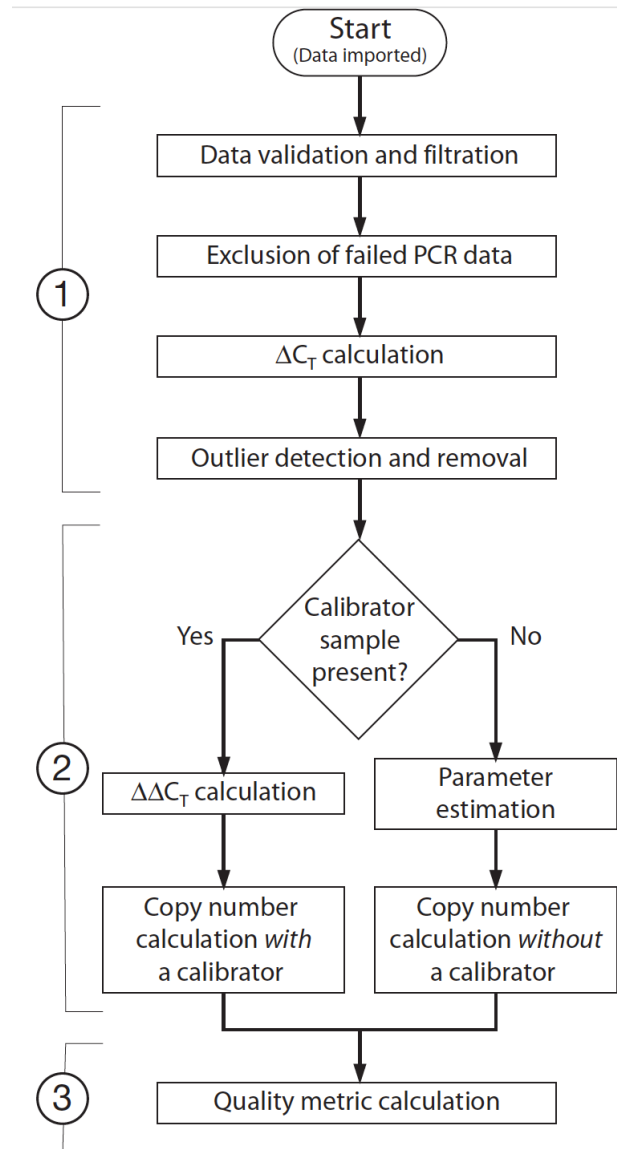 Start
(Data imported)
Data validation and filtration
Exclusion of failed PCR data
1
ΔC_T calculation
Outlier detection and removal
Calibrator
sample
present?
Yes
No
2
ΔΔC_T calculation
Parameter
estimation
Copy number
calculation with
a calibrator
Copy number
calculation without
a calibrator
3
Quality metric calculation